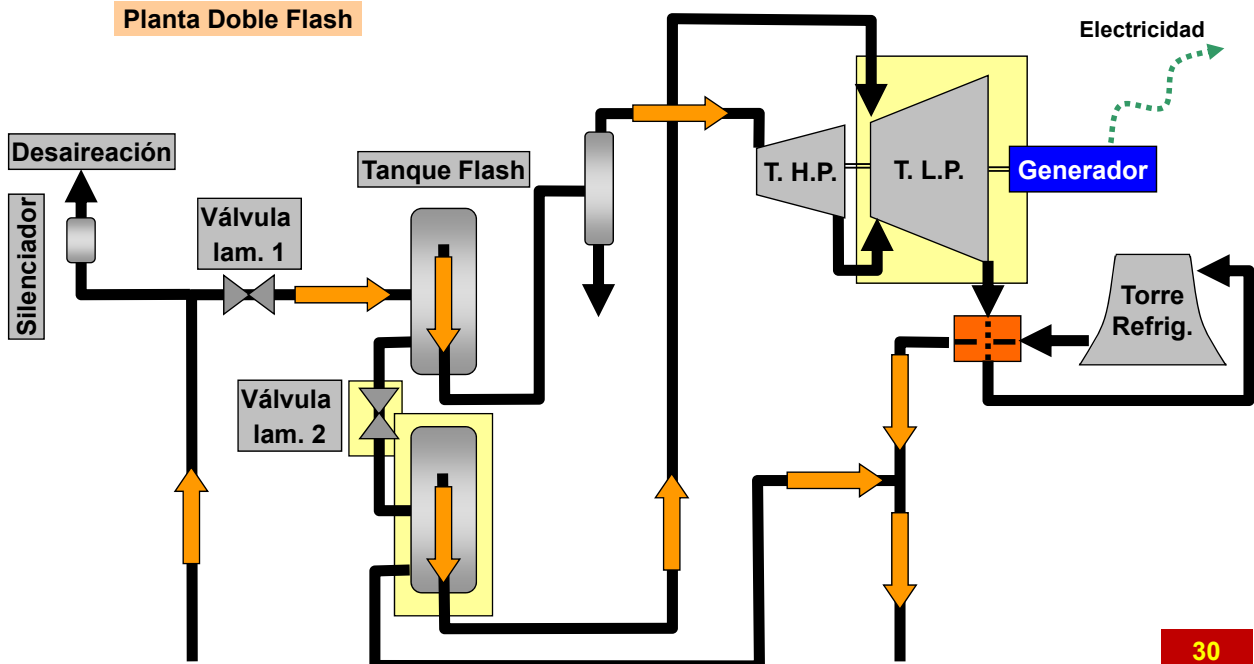 Planta Doble Flash
Electricidad
Desaireación
Silenciador
Válvula
lam. 1
Tanque Flash
T. H.P.
T. L.P.
Generador
Torre
Refrig.
Válvula
lam. 2
30